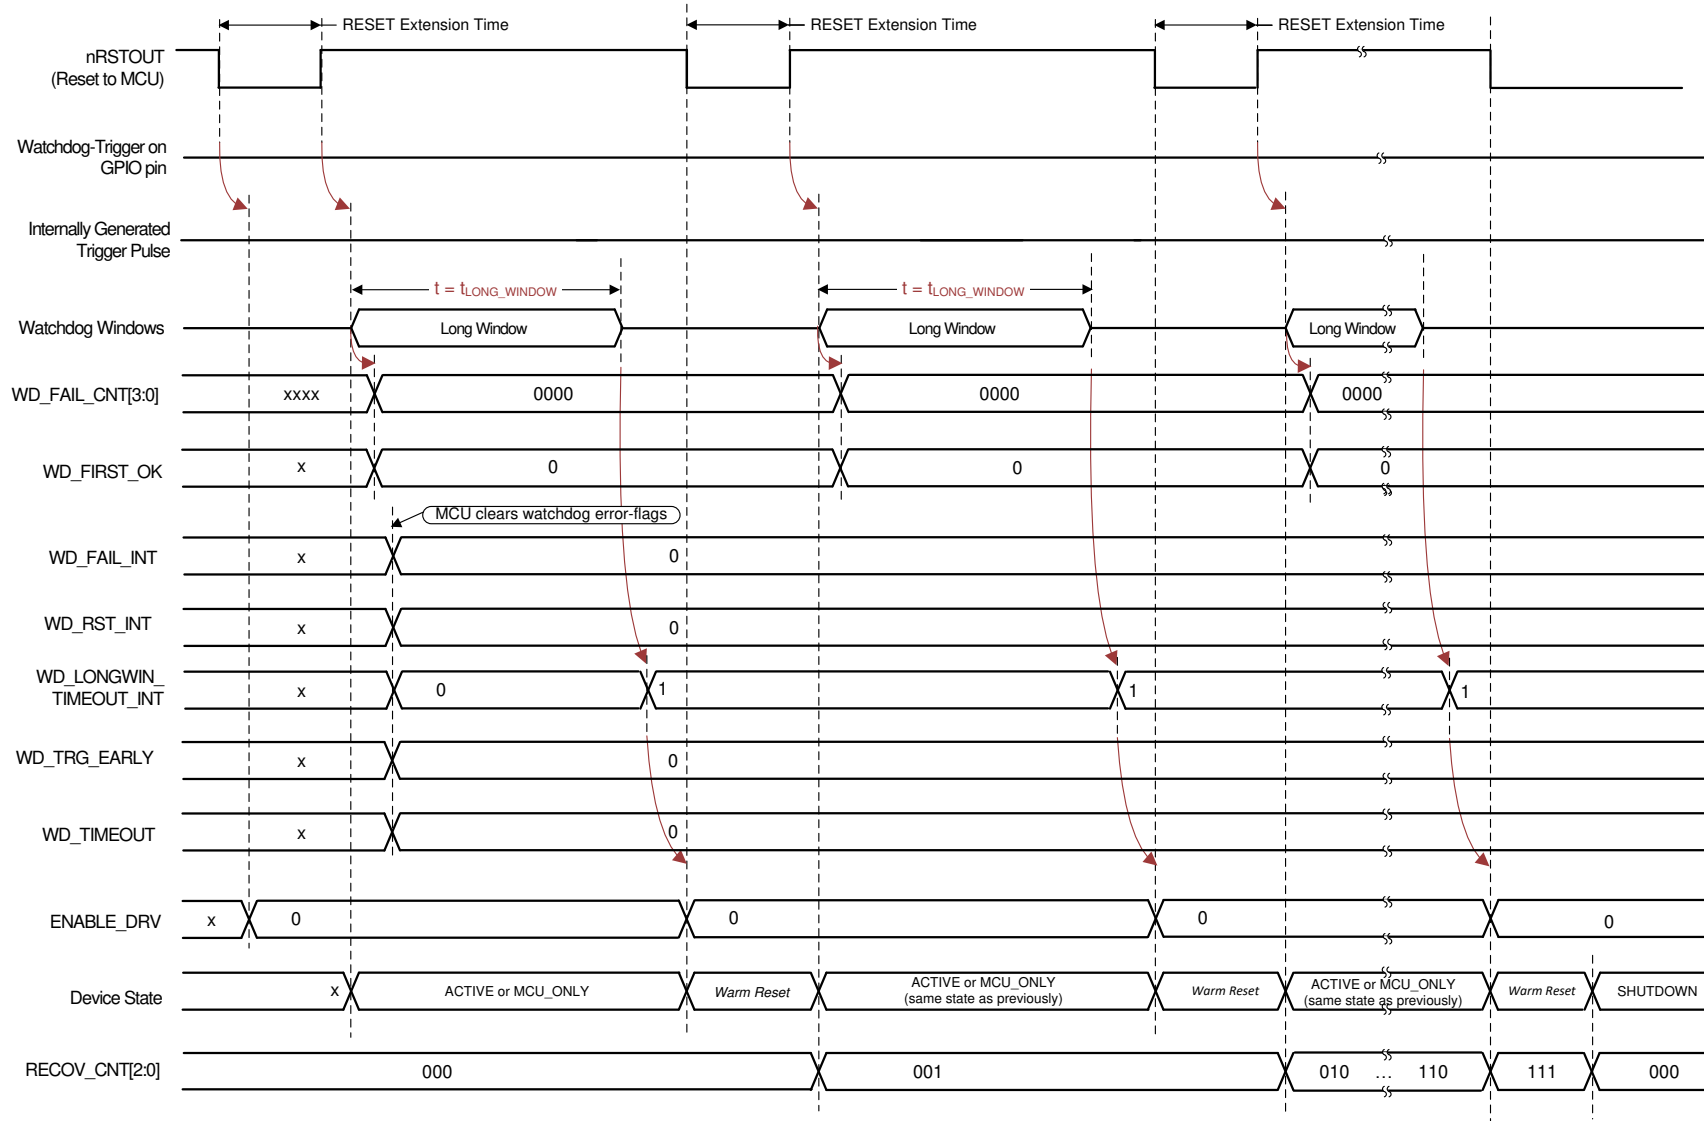 RESET Extension Time RESET Extension Time RESET Extension Time
nRSTOUT
(Reset to MCU)
Watchdog-Trigger on
GPIO pin
Internally Generated
Trigger Pulse
t = tLONG_WINDOW t = tLONG_WINDOW
Watchdog Windows Long Window Long Window Long Window
WD_FAIL_CNT[3:0] xxxx 0000 0000 0000
WD_FIRST_OK x 0 0 0
MCU clears watchdog error-flags
WD_FAIL_INT x 0
WD_RST_INT x 0
WD_LONGWIN_
TIMEOUT_INT x 0 1 1 1
WD_TRG_EARLY x 0
WD_TIMEOUT x 0
ENABLE_DRV x 0 0 0 0
Device State x ACTIVE or MCU_ONLY Warm Reset ACTIVE or MCU_ONLY Warm Reset ACTIVE or MCU_ONLY Warm Reset SHUTDOWN
(same state as previously) (same state as previously)
RECOV_CNT[2:0] 000 001 010 ... 110 111 000